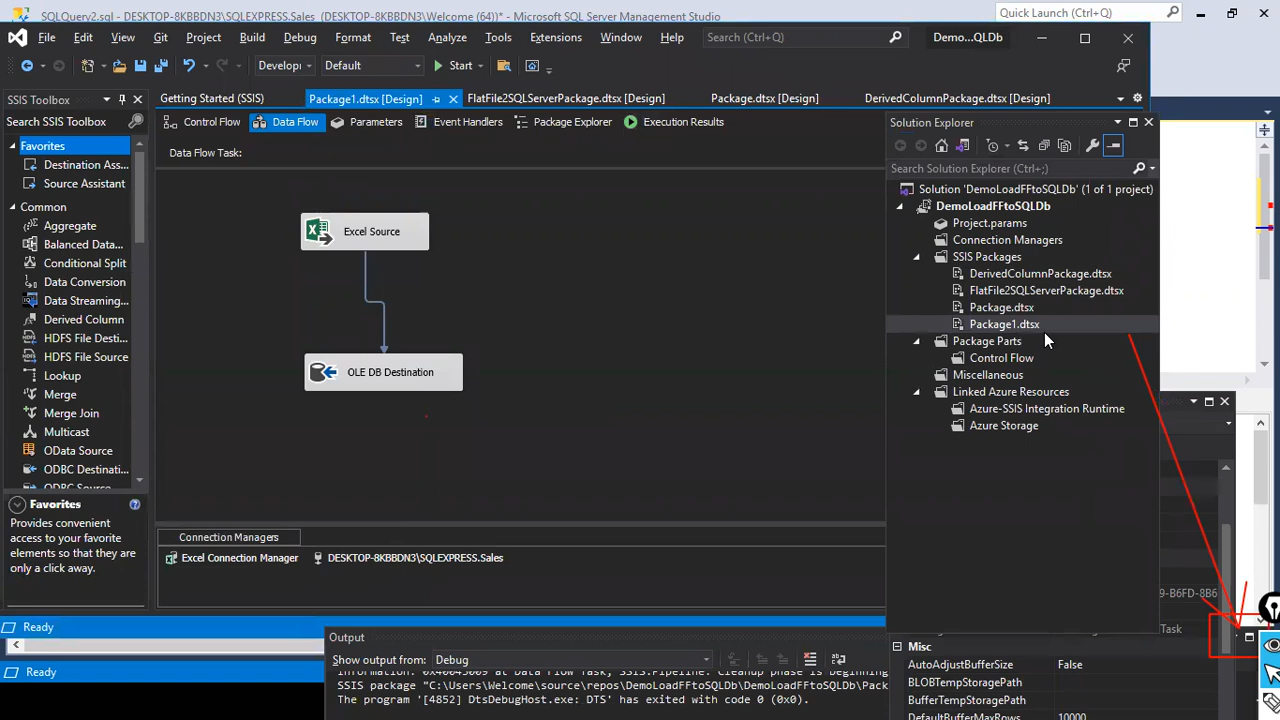 SQLQuery2.sql - DESKTOP-8KBBDN3\SQLEXPRESS.Sales (DESKTOP-8KBBDN3\Welcome (64))* - Microsoft SQL Server Management Studio
Quick Launch (Ctrl+Q)
File Edit View Git Project Build Debug Format Test Analyze Tools Extensions Window Help Search (Ctrl+Q) Demo...QLDb
Develop Default Start
SSIS Toolbox
Getting Started (SSIS) Package1.dtsx [Design] FlatFile2SQLServerPackage.dtsx [Design] Package.dtsx [Design] DerivedColumnPackage.dtsx [Design]
Search SSIS Toolbox
Control Flow Data Flow Parameters Event Handlers Package Explorer Execution Results
Data Flow Task:
Favorites
Destination Ass...
Source Assistant
Common
Aggregate
Balanced Data...
Conditional Split
Data Conversion
Data Streaming...
Derived Column
HDFS File Desti...
HDFS File Source
Lookup
Merge
Merge Join
Multicast
OData Source
ODBC Destinati...
ODBC Source
Favorites
Provides convenient
access to your favorite
elements so that they are
only a click away.
Excel Source
OLE DB Destination
Connection Managers
Excel Connection Manager DESKTOP-8KBBDN3\SQLEXPRESS.Sales
Solution Explorer
Search Solution Explorer (Ctrl+;)
Solution 'DemoLoadFFtoSQLDb' (1 of 1 project)
DemoLoadFFtoSQLDb
Project.params
Connection Managers
SSIS Packages
DerivedColumnPackage.dtsx
FlatFile2SQLServerPackage.dtsx
Package.dtsx
Package1.dtsx
Package Parts
Control Flow
Miscellaneous
Linked Azure Resources
Azure-SSIS Integration Runtime
Azure Storage
9-B6FD-8B6
Task
Ready
Ready
Output
Show output from: Debug
SSIS package "C:\Users\Welcome\source\repos\DemoLoadFFtoSQLDb\DemoLoadFFtoSQLDb\Pack
The program '[4852] DtsDebugHost.exe: DTS' has exited with code 0 (0x0).
Misc
AutoAdjustBufferSize False
BLOBTempStoragePath
BufferTempStoragePath
DefaultBufferMaxRows 10000